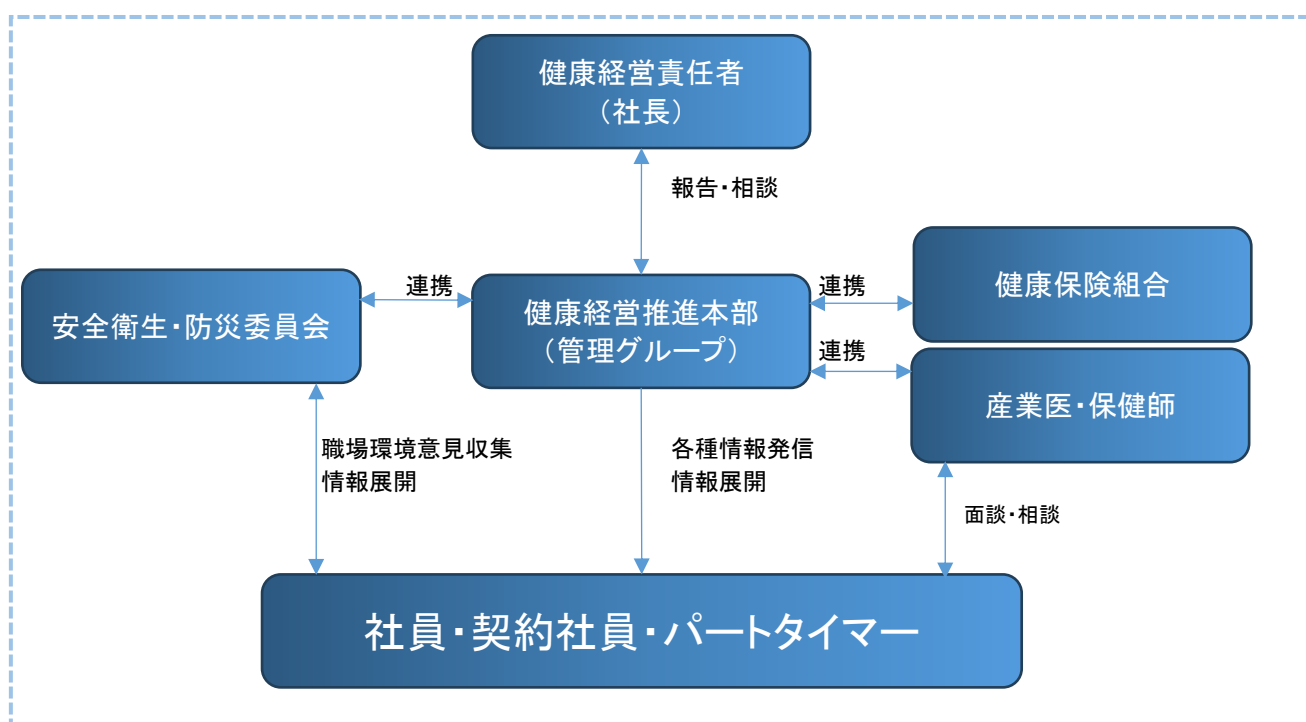 健康経営責任者
（社長）
報告・相談
健康保険組合
連携
連携
安全衛生・防災委員会
健康経営推進本部
（管理グループ）
連携
産業医・保健師
職場環境意見収集
情報展開
各種情報発信
情報展開
面談・相談
社員・契約社員・パートタイマー